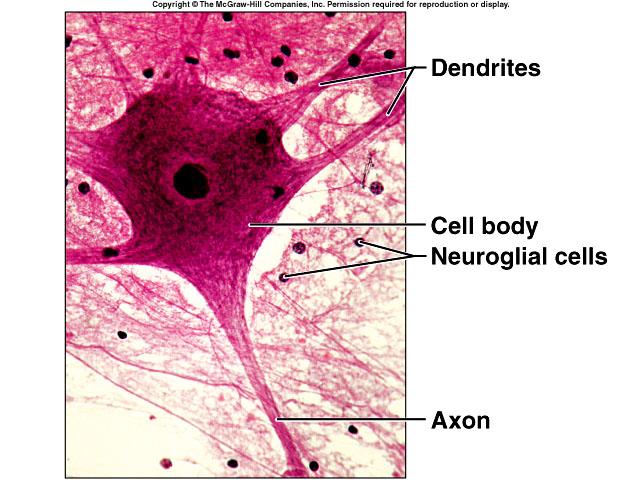 Copyright © The McGraw-Hill Companies, Inc. Permission required for reproduction or display.
Dendrites
Cell body
Neuroglial cells
Axon